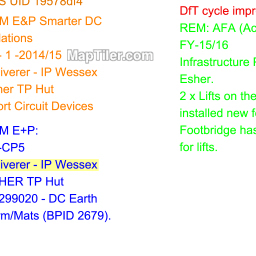 S UID 19578df4
M E&P Smarter DC
ations
- 1 -2014/15
iverer - IP Wessex
her TP Hut
ort Circuit Devices
M E+P:
-CP5
iverer - IP Wessex
HER TP Hut
299020 - DC Earth
rm/Mats (BPID 2679).
MapTiler.com
DfT cycle impr
REM: AFA (Ac
FY-15/16
Infrastructure
Esher.
2 x Lifts on the
installed new f
Footbridge has
for lifts.